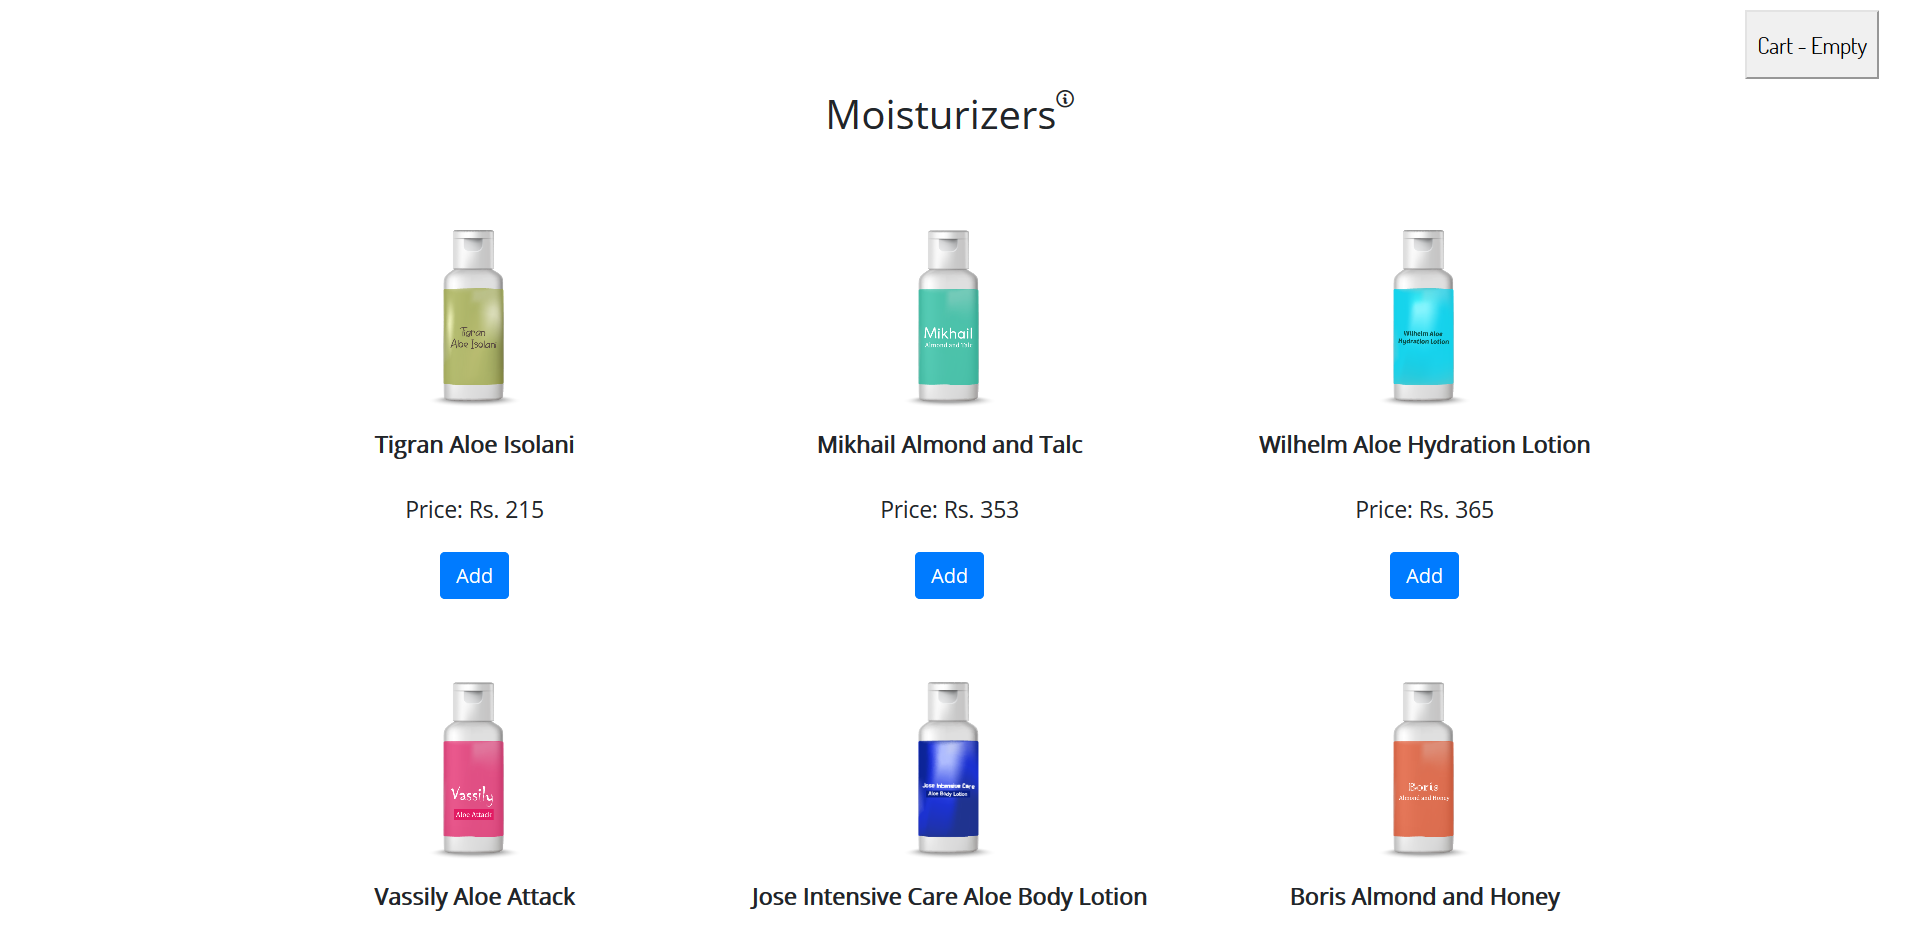 Cart - Empty
Moisturizers
Tigran
Aloe Isolani
Mikhail
Almond and Talc
Wilhelm Aloe
Hydration Lotion
Tigran Aloe Isolani
Mikhail Almond and Talc
Wilhelm Aloe Hydration Lotion
Price: Rs. 215
Price: Rs. 353
Price: Rs. 365
Add
Add
Add
Vassily
Aloe Attack
Jose Intensive Care
Aloe Body Lotion
Boris
Almond and Honey
Vassily Aloe Attack
Jose Intensive Care Aloe Body Lotion
Boris Almond and Honey